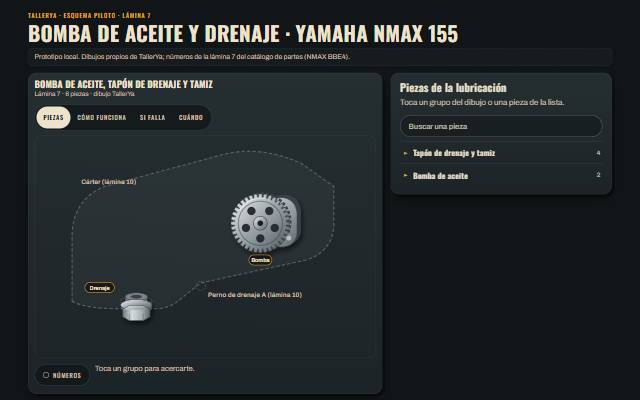 TALLERYA · ESQUEMA PILOTO · LÁMINA 7
BOMBA DE ACEITE Y DRENAJE · YAMAHA NMAX 155
Prototipo local. Dibujos propios de TallerYa; números de la lámina 7 del catálogo de partes (NMAX BBE4).
BOMBA DE ACEITE, TAPÓN DE DRENAJE Y TAMIZ
Lámina 7 · 6 piezas · dibujo TallerYa
PIEZAS CÓMO FUNCIONA SI FALLA CUÁNDO
Cárter (lámina 10)
Bomba
Drenaje
Perno de drenaje A (lámina 10)
NÚMEROS
Toca un grupo para acercarte.
Piezas de la lubricación
Toca un grupo del dibujo o una pieza de la lista.
Buscar una pieza
Tapón de drenaje y tamiz 4
Bomba de aceite 2